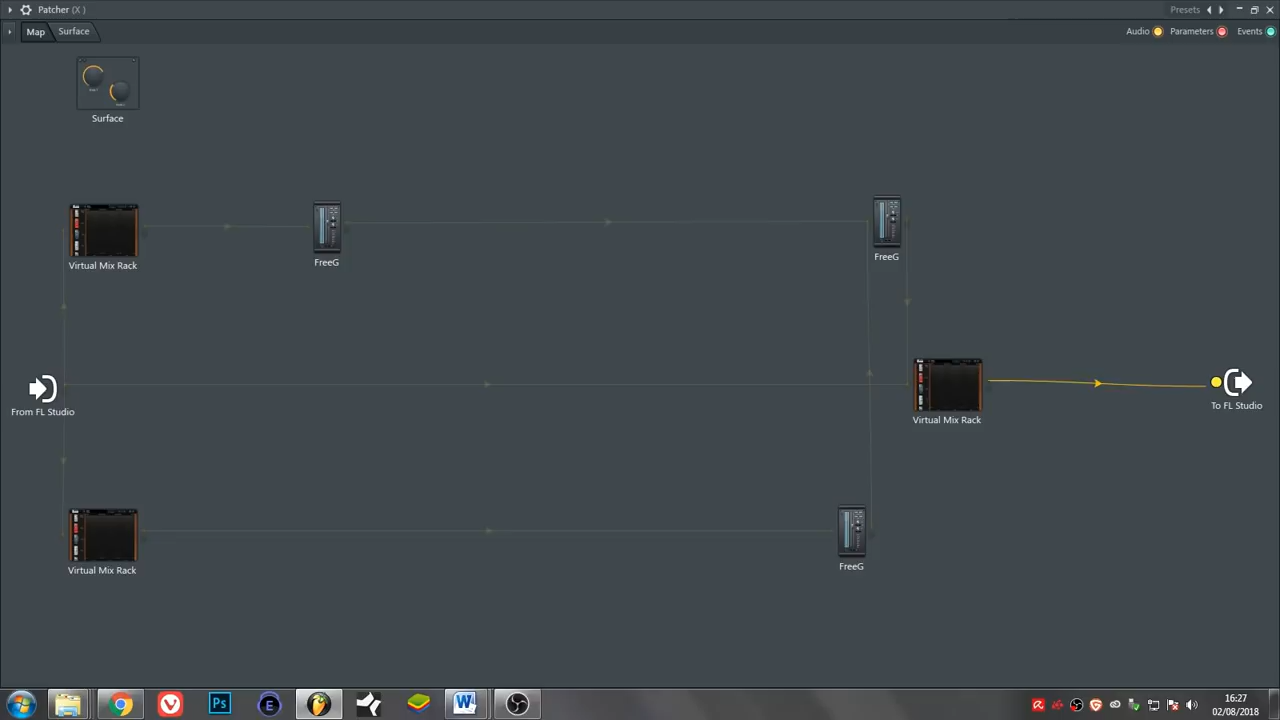 Patcher (X )
Presets
Map
Surface
Audio
Parameters
Events
Surface
Virtual Mix Rack
FreeG
FreeG
From FL Studio
Virtual Mix Rack
To FL Studio
Virtual Mix Rack
FreeG
Ps
E
W
16:27
02/08/2018